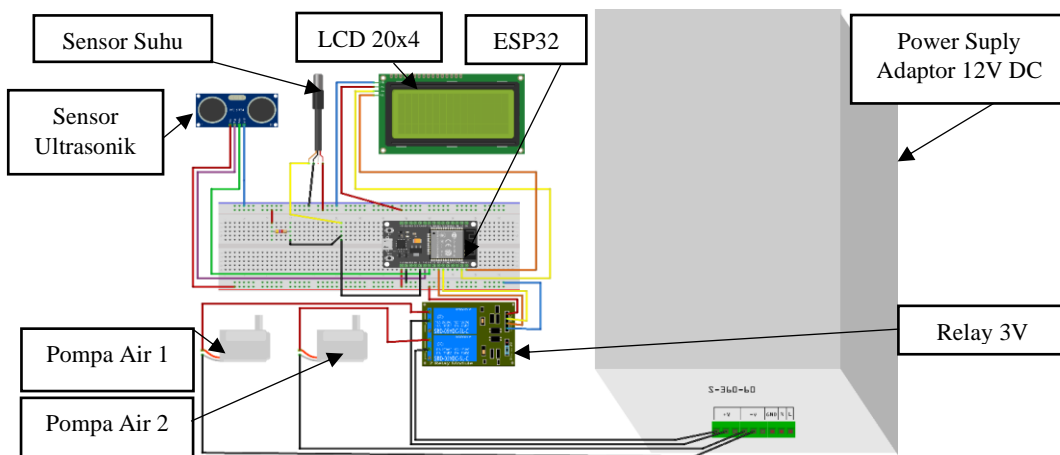 Sensor Suhu
LCD 20x4
ESP32
Power Suply
Adaptor 12V DC
Sensor
Ultrasonik
Pompa Air 1
Relay 3V
Pompa Air 2
S-360-60
+V
-V
GND
N
L